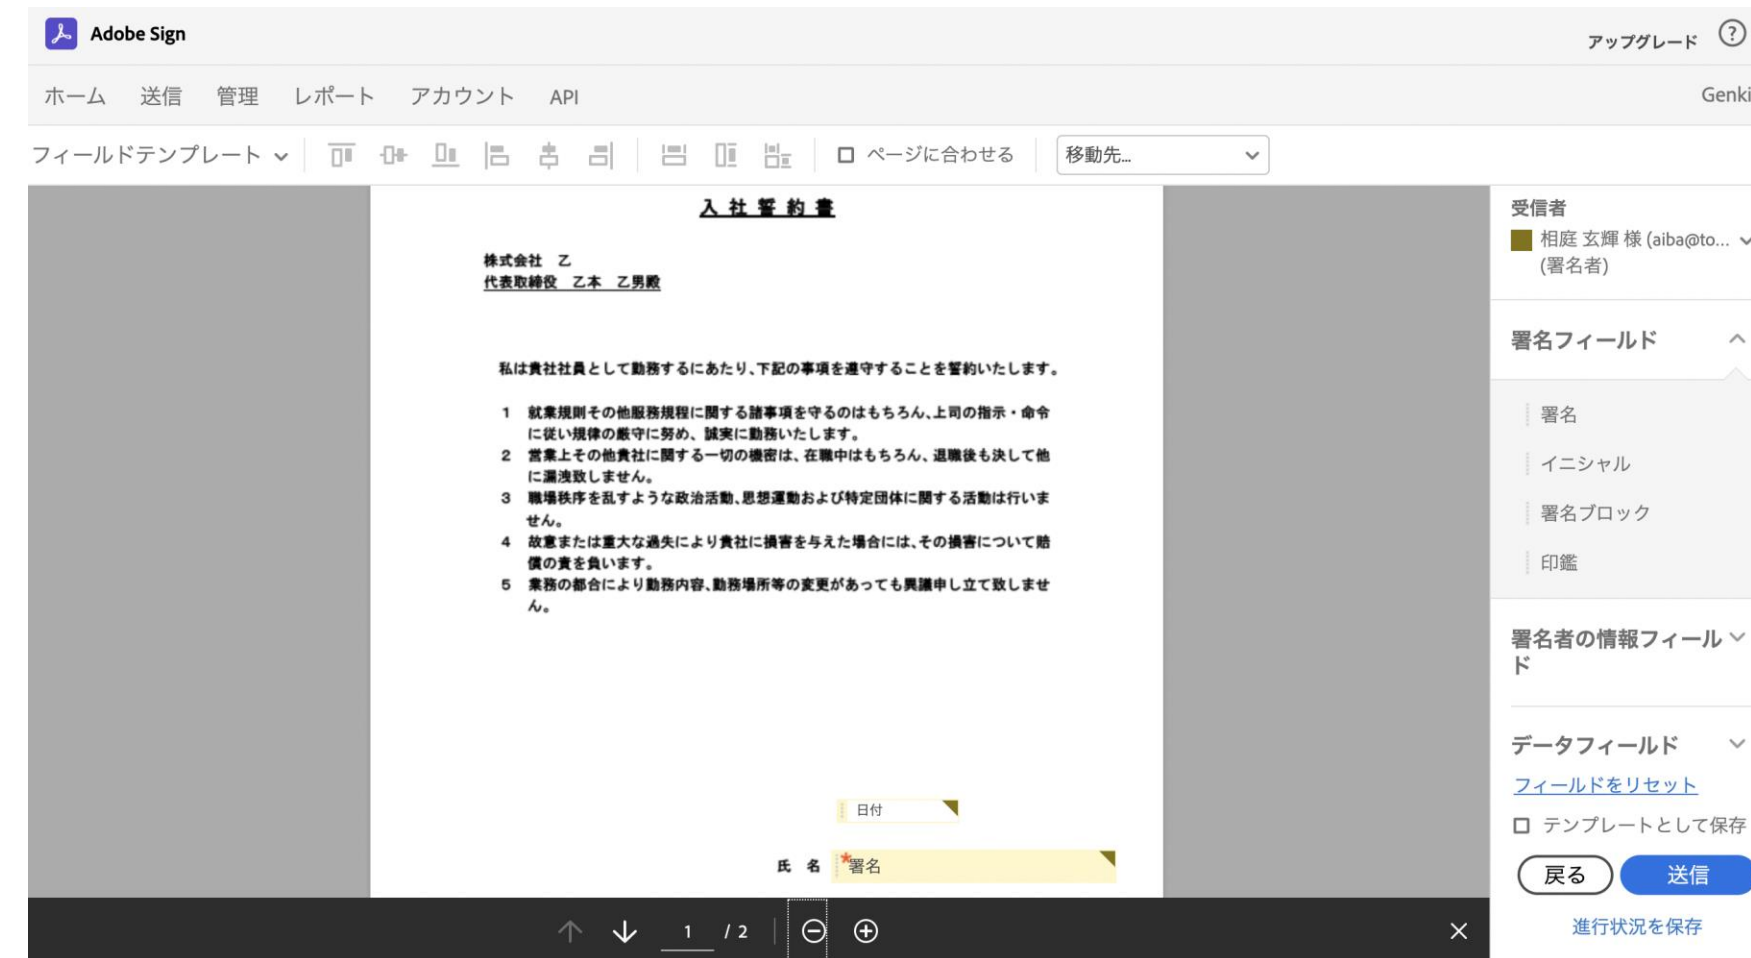 Adobe Sign
アップグレード
ホーム 送信 管理 レポート アカウント API
Genki
フィールドテンプレート
ページに合わせる
移動先...
入社誓約書
株式会社 乙
代表取締役 乙本 乙男殿
私は貴社社員として勤務するにあたり、下記の事項を遵守することを誓約いたします。
1 就業規則その他服務規程に関する諸事項を守るのはもちろん、上司の指示・命令
に従い規律の厳守に努め、誠実に勤務いたします。
2 営業上その他貴社に関する一切の機密は、在職中はもちろん、退職後も決して他
に漏洩致しません。
3 職場秩序を乱すような政治活動、思想運動および特定団体に関する活動は行いま
せん。
4 故意または重大な過失により貴社に損害を与えた場合には、その損害について賠
償の責を負います。
5 業務の都合により勤務内容、勤務場所等の変更があっても異議申し立て致しませ
ん。
日付
氏 名 *署名
1 / 2
受信者
相庭 玄輝 様 (aiba@to...
(署名者)
署名フィールド
署名
イニシャル
署名ブロック
印鑑
署名者の情報フィール
ド
データフィールド
フィールドをリセット
テンプレートとして保存
戻る 送信
進行状況を保存